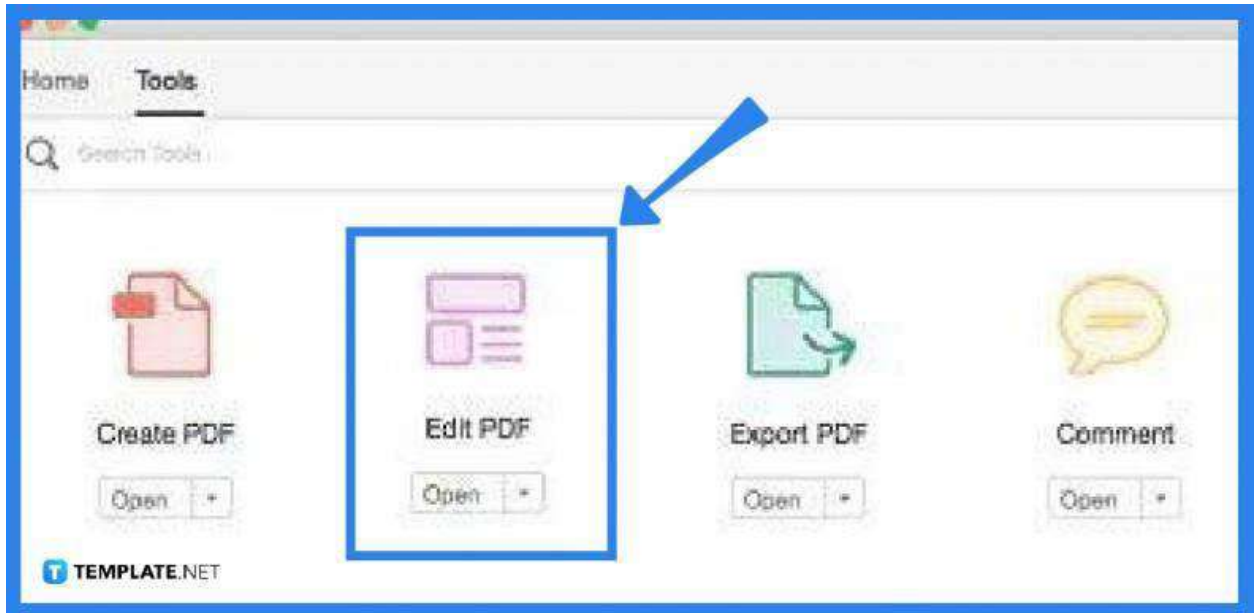 Home Tools
Search Tools
Create PDF Edit PDF Export PDF Comment
Open Open Open Open
T TEMPLATE.NET